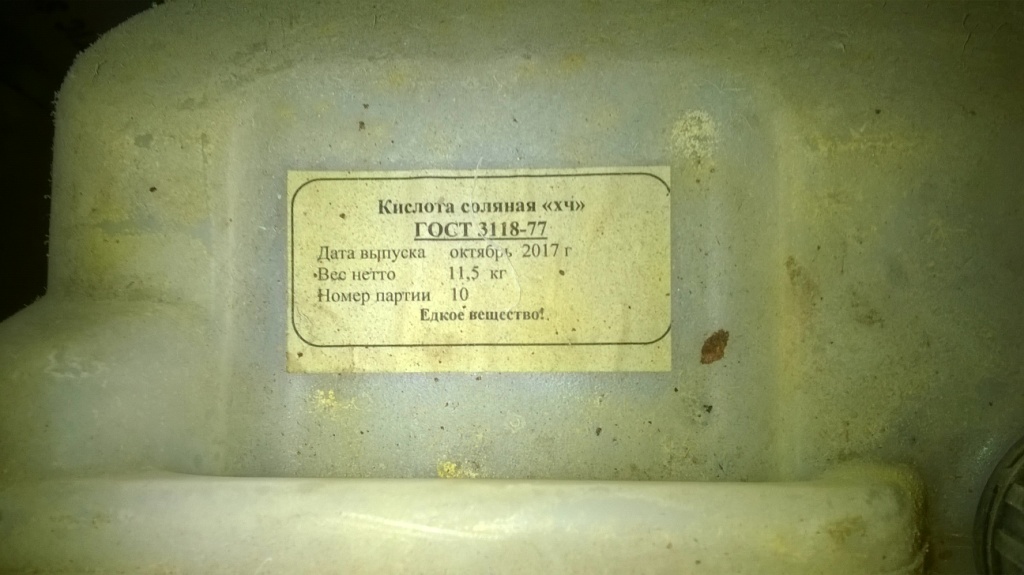 Кислота соляная «хч»
ГОСТ 3118-77
Дата выпуска октябрь 2017 г
Вес нетто 11,5 кг
Номер партии 10
Едкое вещество!